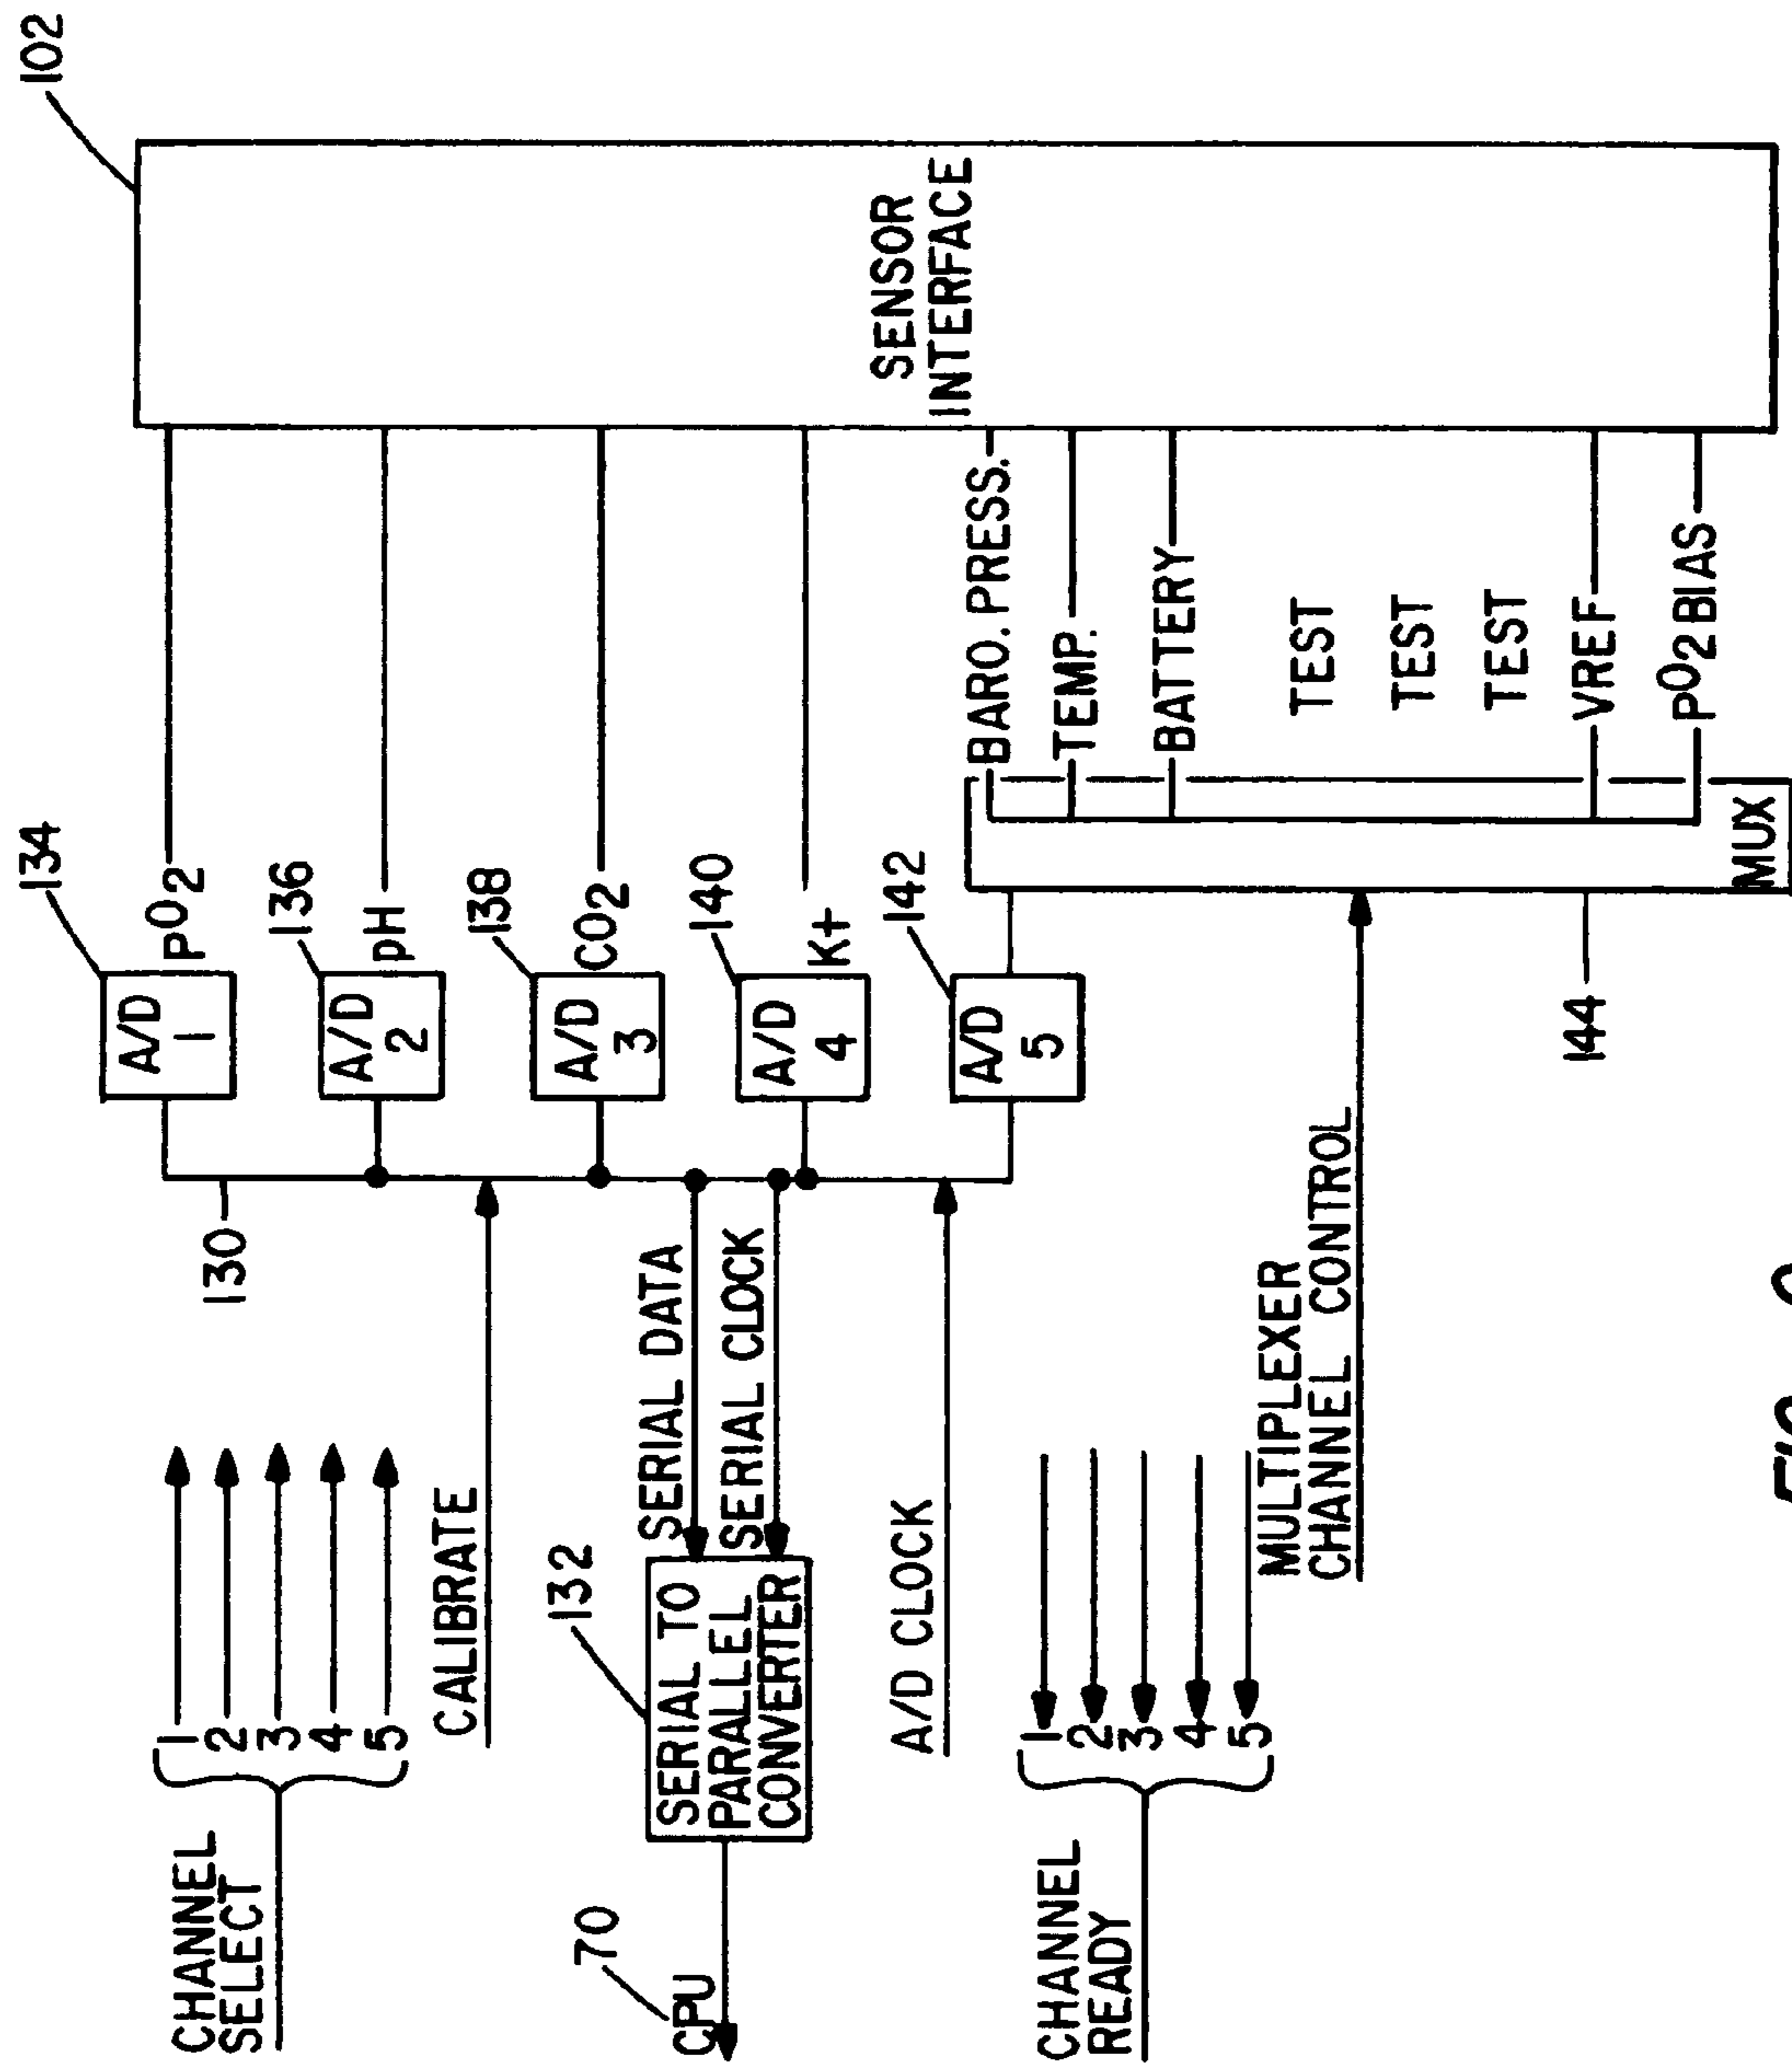 102
SENSOR
INTERFACE
134
pO2
A/D
1
136
pH
A/D
2
138
CO2
A/D
3
140
K+
A/D
4
142
A/D
5
130
CHANNEL
SELECT
1
2
3
4
5
CALIBRATE
SERIAL DATA
SERIAL CLOCK
132
SERIAL TO
PARALLEL
CONVERTER
70
CPU
A/D CLOCK
CHANNEL
READY
1
2
3
4
5
MULTIPLEXER
CHANNEL CONTROL
BARO. PRESS.
TEMP.
BATTERY
TEST
TEST
TEST
VREF
pO2 BIAS
MUX
144